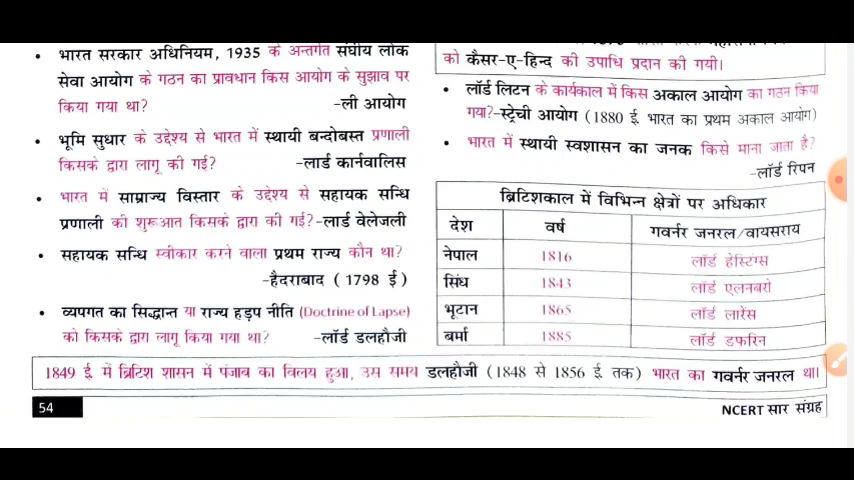 भारत सरकार अधिनियम, 1935 के अन्तर्गत संघीय लोक
सेवा आयोग के गठन का प्रावधान किस आयोग के सुझाव पर
किया गया था? -ली आयोग
भूमि सुधार के उद्देश्य से भारत में स्थायी बन्दोबस्त प्रणाली
किसके द्वारा लागू की गई? -लार्ड कार्नवालिस
भारत में साम्राज्य विस्तार के उद्देश्य से सहायक सन्धि
प्रणाली की शुरूआत किसके द्वारा की गई?-लार्ड वेलेजली
सहायक सन्धि स्वीकार करने वाला प्रथम राज्य कौन था?
-हैदराबाद (1798 ई)
व्यपगत का सिद्धान्त या राज्य हड़प नीति (Doctrine of Lapse)
को किसके द्वारा लागू किया गया था? -लॉर्ड डलहौजी
को कैसर-ए-हिन्द की उपाधि प्रदान की गयी।
लॉर्ड लिटन के कार्यकाल में किस अकाल आयोग का गठन किया
गया?-स्ट्रेची आयोग (1880 ई. भारत का प्रथम अकाल आयोग)
भारत में स्थायी स्वशासन का जनक किसे माना जाता है?
-लॉर्ड रिपन
ब्रिटिशकाल में विभिन्न क्षेत्रों पर अधिकार
देश वर्ष गवर्नर जनरल/वायसराय
नेपाल 1816 लॉर्ड हेस्टिंग्स
सिंध 1843 लॉर्ड एलनबरो
भूटान 1865 लॉर्ड लारेंस
बर्मा 1885 लॉर्ड डफरिन
1849 ई. में ब्रिटिश शासन में पंजाब का विलय हुआ, उस समय डलहौजी (1848 से 1856 ई. तक) भारत का गवर्नर जनरल था।
54 NCERT सार संग्रह